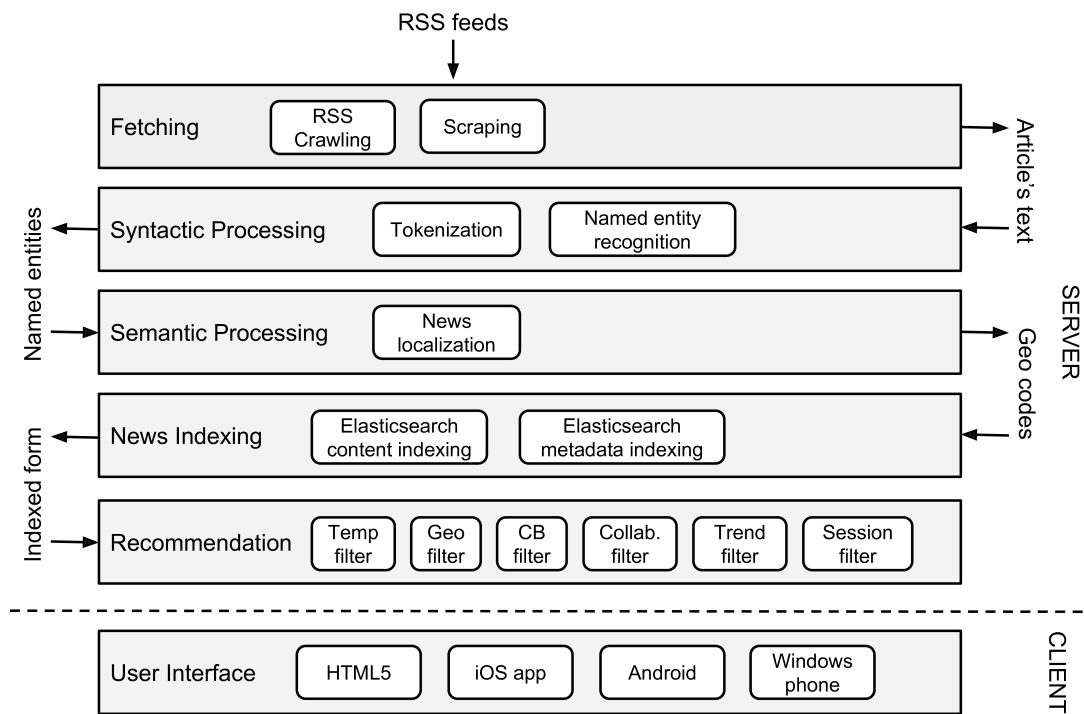 RSS feeds
Fetching
RSS
Crawling
Scraping
Article's text
Syntactic Processing
Tokenization
Named entity
recognition
Named entities
Semantic Processing
News
localization
Geo codes
SERVER
News Indexing
Elasticsearch
content indexing
Elasticsearch
metadata indexing
Indexed form
Recommendation
Temp
filter
Geo
filter
CB
filter
Collab.
filter
Trend
filter
Session
filter
User Interface
HTML5
iOS app
Android
Windows
phone
CLIENT